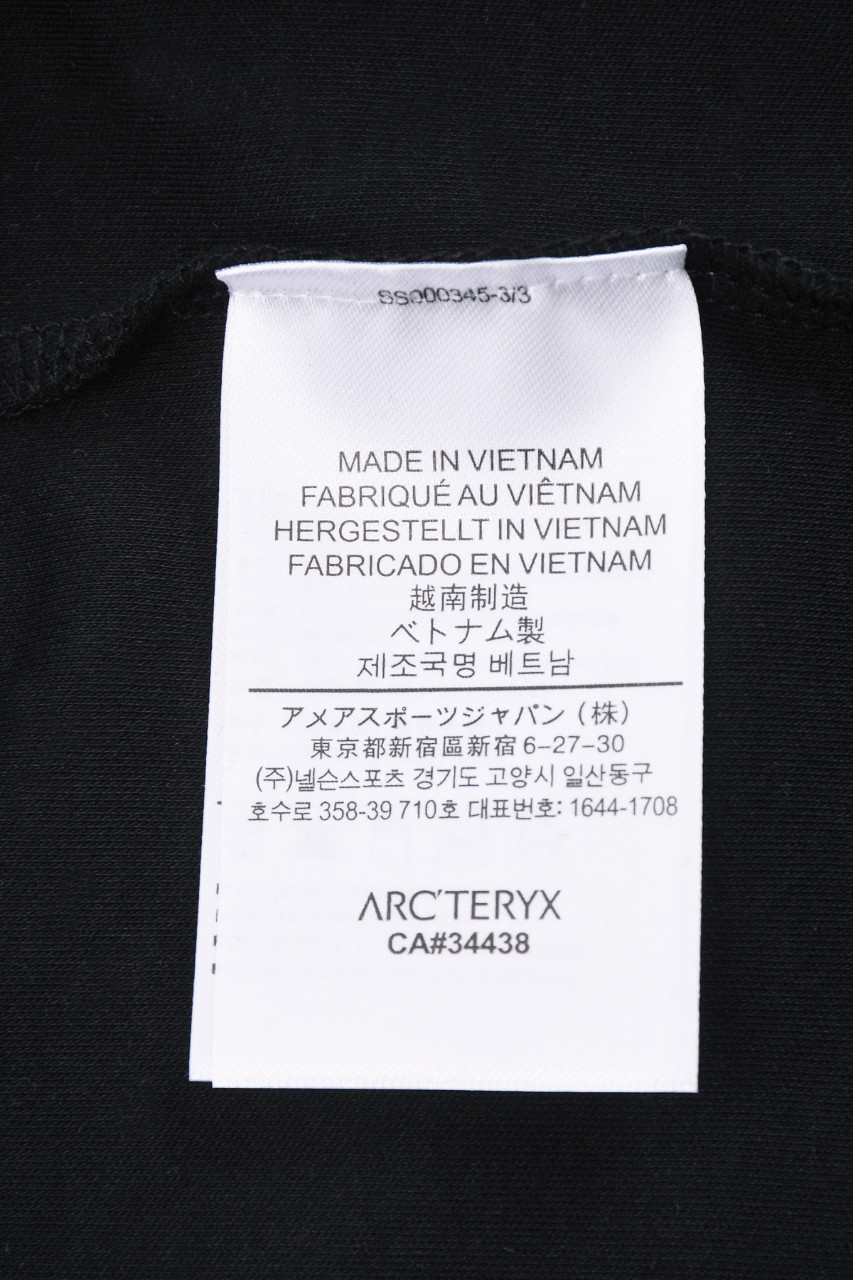 SS000345-3/3
MADE IN VIETNAM
FABRIQUÉ AU VIÊTNAM
HERGESTELLT IN VIETNAM
FABRICADO EN VIETNAM
越南制造
ベトナム製
제조국명 베트남
アメアスポーツジャパン（株）
東京都新宿區新宿 6-27-30
(주)넬슨스포츠 경기도 고양시 일산동구
호수로 358-39 710호 대표번호: 1644-1708
ARC'TERYX
CA#34438